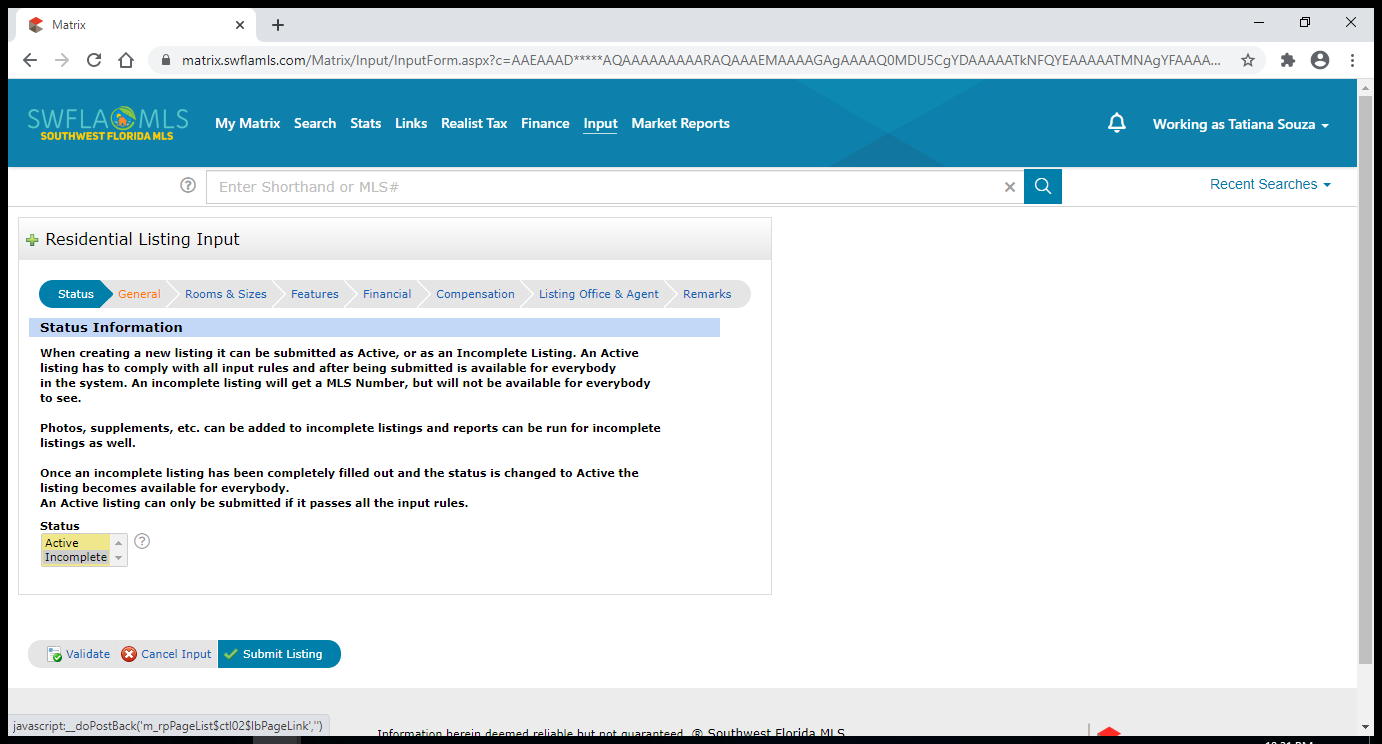 Matrix
matrix.swflamls.com/Matrix/Input/InputForm.aspx?c=AAEAAAD*****AQAAAAAAAAARAQAAAEMAAAAGAgAAAAQ0MDU5CgYDAAAAATkNFQYEAAAAATMNAgYFAAAA...
SWFLA MLS
SOUTHWEST FLORIDA MLS
My Matrix Search Stats Links Realist Tax Finance Input Market Reports
Working as Tatiana Souza
Enter Shorthand or MLS#
Recent Searches
Residential Listing Input
Status General Rooms & Sizes Features Financial Compensation Listing Office & Agent Remarks
Status Information
When creating a new listing it can be submitted as Active, or as an Incomplete Listing. An Active
listing has to comply with all input rules and after being submitted is available for everybody
in the system. An incomplete listing will get a MLS Number, but will not be available for everybody
to see.
Photos, supplements, etc. can be added to incomplete listings and reports can be run for incomplete
listings as well.
Once an incomplete listing has been completely filled out and the status is changed to Active the
listing becomes available for everybody.
An Active listing can only be submitted if it passes all the input rules.
Status
Active
Incomplete
Validate Cancel Input Submit Listing
javascript:__doPostBack('m_rpPageList$ctl02$lbPageLink','')
Information herein deemed reliable but not guaranteed. ® Southwest Florida MLS